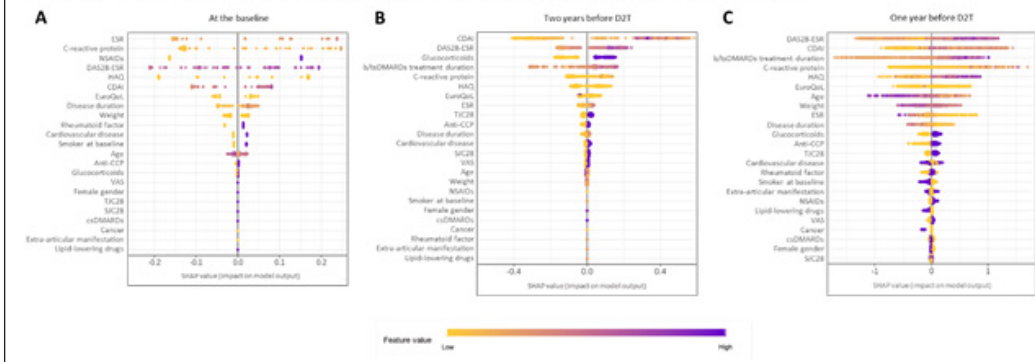 A
At the baseline
ESR
C-reactive protein
NSAIDs
DAS28-ESR
HAQ
CDAI
EuroQoL
Disease duration
Weight
Rheumatoid factor
Cardiovascular disease
Smoker at baseline
Age
Anti-CCP
Glucocorticoids
VAS
Female gender
TJC28
SJC28
csDMARDs
Cancer
Extra-articular manifestation
Lipid-lowering drugs
-0.2 -0.1 0.0 0.1 0.2
SHAP value (impact on model output)
B
Two years before D2T
CDAI
DAS28-ESR
Glucocorticoids
b/tsDMARDs treatment duration
C-reactive protein
HAQ
EuroQoL
ESR
TJC28
Anti-CCP
Disease duration
Cardiovascular disease
SJC28
VAS
Age
Weight
NSAIDs
Smoker at baseline
Female gender
csDMARDs
Cancer
Rheumatoid factor
Extra-articular manifestation
Lipid-lowering drugs
-0.4 0.0 0.4
SHAP value (impact on model output)
C
One year before D2T
DAS28-ESR
CDAI
b/tsDMARDs treatment duration
C-reactive protein
HAQ
EuroQoL
Age
Weight
ESR
Disease duration
Glucocorticoids
Anti-CCP
TJC28
Cardiovascular disease
Rheumatoid factor
Smoker at baseline
Extra-articular manifestation
NSAIDs
Lipid-lowering drugs
VAS
Cancer
csDMARDs
Female gender
SJC28
-1 0 1
SHAP value (impact on model output)
Feature value
Low High